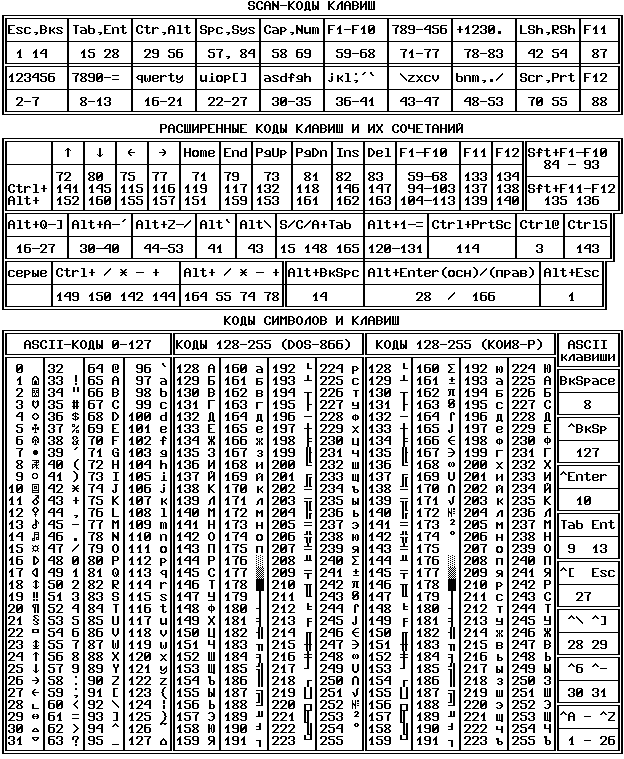 SCAN-КОДЫ КЛАВИШ
Esc,Bкs Tab,Ent Ctr,Alt Spc,Sys Cap,Num F1-F10 789-456 +1230. LSh,RSh F11
1 14 15 28 29 56 57, 84 58 69 59-68 71-77 78-83 42 54 87
123456 7890-= qwerty uiop[] asdfgh jkl;´` \zxcv bnm,./ Scr,Prt F12
2-7 8-13 16-21 22-27 30-35 36-41 43-47 48-53 70 55 88
РАСШИРЕННЫЕ КОДЫ КЛАВИШ И ИХ СОЧЕТАНИЙ
↑ ↓ ← → Home End PgUp PgDn Ins Del F1-F10 F11 F12 Sft+F1-F10
84 - 93
72 80 75 77 71 79 73 81 82 83 59-68 133 134
Ctrl+ 141 145 115 116 119 117 132 118 146 147 94-103 137 138 Sft+F11-F12
Alt+ 152 160 155 157 151 159 131 161 162 163 104-113 139 140 135 136
Alt+Q-] Alt+A-´ Alt+Z-/ Alt` Alt\ S/C/A+Tab Alt+1-= Ctrl+PrtSc Ctrl@ Ctrl5
16-27 30-40 44-53 41 43 15 148 165 120-131 114 3 143
серые Ctrl+ / * - + Alt+ / * - + Alt+BкSpc Alt+Enter(осн)/(прав) Alt+Esc
149 150 142 144 164 55 74 78 14 28 / 166 1
КОДЫ СИМВОЛОВ И КЛАВИШ
ASCII-КОДЫ 0-127 КОДЫ 128-255 (DOS-866) КОДЫ 128-255 (КОИ8-Р) ASCII клавиши
0 32 64 @ 96 ` 128 А 160 а 192 └ 224 р 128 └ 160 Σ 192 ю 224 Ю
1 33 ! 65 A 97 a 129 Б 161 б 193 ┴ 225 с 129 ┴ 161 ± 193 а 225 А
2 34 " 66 B 98 b 130 В 162 в 194 ┬ 226 т 130 ┬ 162 π 194 б 226 Б
3 35 # 67 C 99 c 131 Г 163 г 195 ├ 227 у 131 ├ 163 195 ц 227 Ц
4 36 $ 68 D 100 d 132 Д 164 д 196 ─ 228 ф 132 ─ 164 ⌠ 196 д 228 Д
5 37 % 69 E 101 e 133 Е 165 е 197 ┼ 229 х 133 ┼ 165 ⌡ 197 е 229 Е
6 38 & 70 F 102 f 134 Ж 166 ж 198 ╞ 230 ц 134 ╞ 166 198 ф 230 Ф
7 39 ´ 71 G 103 g 135 З 167 з 199 ╟ 231 ч 135 ╟ 167 199 г 231 Г
8 40 ( 72 H 104 h 136 И 168 и 200 ╚ 232 ш 136 ╚ 168 200 х 232 Х
9 41 ) 73 I 105 i 137 Й 169 й 201 ╔ 233 щ 137 ╔ 169 201 и 233 И
10 42 * 74 J 106 j 138 К 170 к 202 ╩ 234 ъ 138 ╩ 170 202 й 234 Й
11 43 + 75 K 107 k 139 Л 171 л 203 ╦ 235 ы 139 ╦ 171 √ 203 к 235 К
12 44 , 76 L 108 l 140 М 172 м 204 ╠ 236 ь 140 ╠ 172 № 204 л 236 Л
13 ♪ 45 - 77 M 109 m 141 Н 173 н 205 ═ 237 э 141 ═ 173 ² 205 м 237 М
14 ♫ 46 . 78 N 110 n 142 О 174 о 206 ╬ 238 ю 142 ╬ 174 ° 206 н 238 Н
15 ☼ 47 / 79 O 111 o 143 П 175 п 207 ╧ 239 я 143 ╧ 175 207 о 239 О
16 48 0 80 P 112 p 144 Р 176 ░ 208 ╨ 240 144 ╨ 176 ░ 208 п 240 П
17 49 1 81 Q 113 q 145 С 177 ▒ 209 ╤ 241 ± 145 ╤ 177 ▒ 209 я 241 Я
18 ↕ 50 2 82 R 114 r 146 Т 178 210 ╥ 242 π 146 ╥ 178 210 р 242 Р
19 ‼ 51 3 83 S 115 s 147 У 179 211 ╙ 243 147 ╙ 179 211 с 243 С
20 ¶ 52 4 84 T 116 t 148 Ф 180 ┤ 212 ╘ 244 ⌠ 148 ╘ 180 ┤ 212 т 244 Т
21 § 53 5 85 U 117 u 149 Х 181 ╡ 213 ╒ 245 ⌡ 149 ╒ 181 ╡ 213 у 245 У
22 54 6 86 V 118 v 150 Ц 182 ╢ 214 ╓ 246 150 ╓ 182 ╢ 214 ж 246 Ж
23 ↨ 55 7 87 W 119 w 151 Ч 183 ╖ 215 ╫ 247 151 ╫ 183 ╖ 215 в 247 В
24 ↑ 56 8 88 X 120 x 152 Ш 184 ╕ 216 ╪ 248 152 ╪ 184 ╕ 216 ь 248 Ь
25 ↓ 57 9 89 Y 121 y 153 Щ 185 ╣ 217 ┘ 249 153 ┘ 185 ╣ 217 ы 249 Ы
26 → 58 : 90 Z 122 z 154 Ъ 186 ║ 218 ┌ 250 154 ┌ 186 ║ 218 з 250 З
27 ← 59 ; 91 [ 123 { 155 Ы 187 ╗ 219 251 √ 155 187 ╗ 219 ш 251 Ш
28 60 < 92 \ 124 ¦ 156 Ь 188 ╝ 220 252 № 156 188 ╝ 220 э 252 Э
29 ↔ 61 = 93 ] 125 } 157 Э 189 ╜ 221 253 ² 157 189 ╜ 221 щ 253 Щ
30 62 > 94 ^ 126 ~ 158 Ю 190 ╛ 222 254 ° 158 190 ╛ 222 ч 254 Ч
31 63 ? 95 _ 127 159 Я 191 ┐ 223 255 159 191 ┐ 223 ъ 255 Ъ
BкSpace
8
^BкSp
127
^Enter
10
Tab Ent
9 13
^[ Esc
27
^\ ^]
28 29
^6 ^-
30 31
^A - ^Z
1 - 26